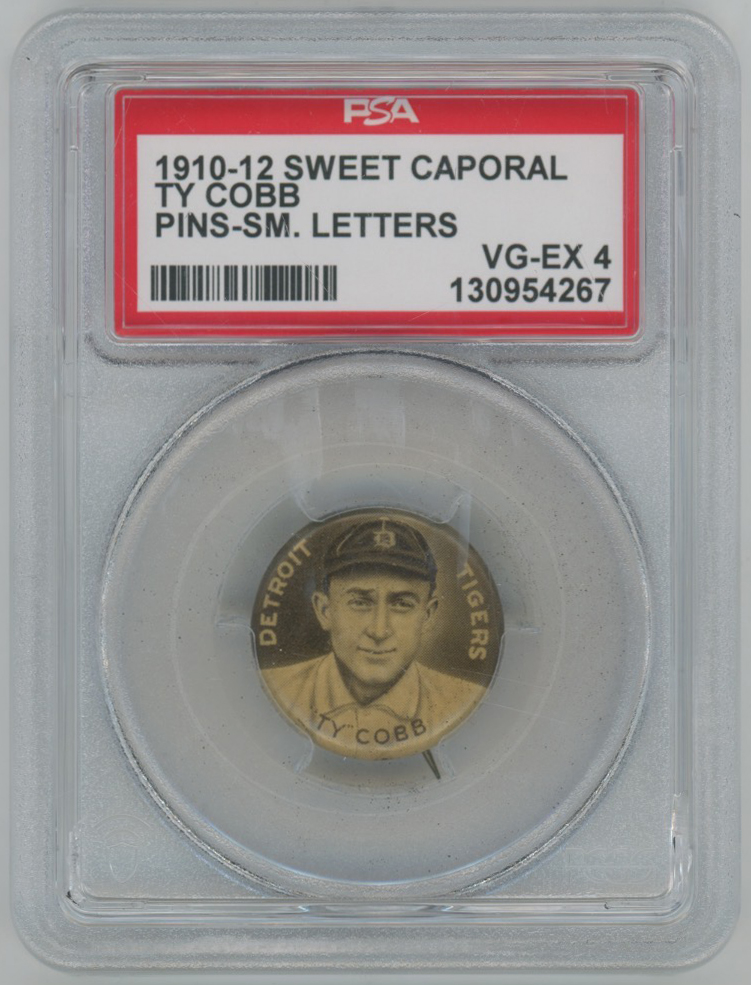 PSA
1910-12 SWEET CAPORAL
TY COBB
PINS-SM. LETTERS
VG-EX 4
130954267
D
DETROIT
TIGERS
"TY" COBB